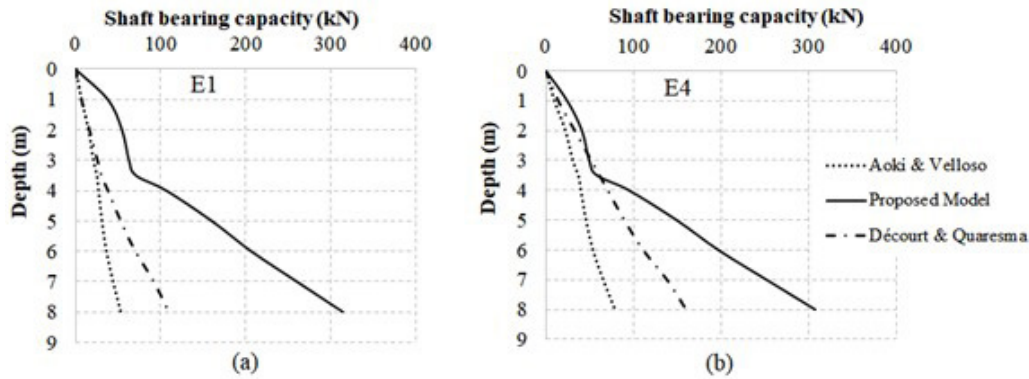 Shaft bearing capacity (kN)
0 100 200 300 400
E1
Depth (m)
0
1
2
3
4
5
6
7
8
9
(a)
Shaft bearing capacity (kN)
0 100 200 300 400
E4
Depth (m)
0
1
2
3
4
5
6
7
8
9
(b)
Aoki & Velloso
Proposed Model
Décourt & Quaresma